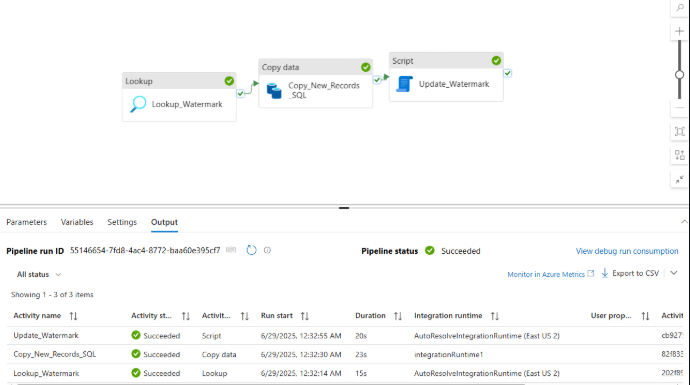 Lookup
Lookup_Watermark
Copy data
Copy_New_Records
_SQL
Script
Update_Watermark
Parameters Variables Settings Output
Pipeline run ID 55146654-7fd8-4ac4-8772-baa60e395cf7 Pipeline status Succeeded View debug run consumption
All status Monitor in Azure Metrics Export to CSV
Showing 1 - 3 of 3 items
Activity name Activity st... Activit... Run start Duration Integration runtime User prop... Activit
Update_Watermark Succeeded Script 6/29/2025, 12:32:55 AM 20s AutoResolveIntegrationRuntime (East US 2) cb927
Copy_New_Records_SQL Succeeded Copy data 6/29/2025, 12:32:30 AM 23s integrationRuntime1 82f833
Lookup_Watermark Succeeded Lookup 6/29/2025, 12:32:14 AM 15s AutoResolveIntegrationRuntime (East US 2) 202f89